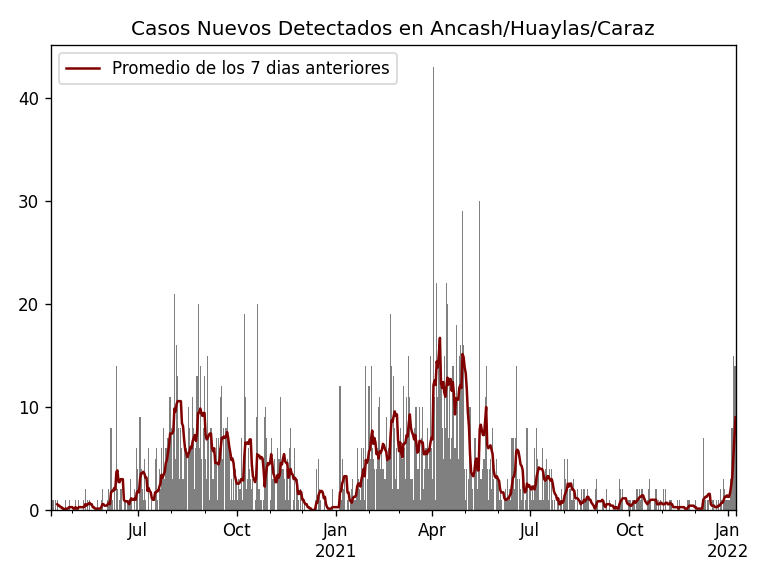 Casos Nuevos Detectados en Ancash/Huaylas/Caraz
Promedio de los 7 dias anteriores
40
30
20
10
0
Jul
Oct
Jan
2021
Apr
Jul
Oct
Jan
2022